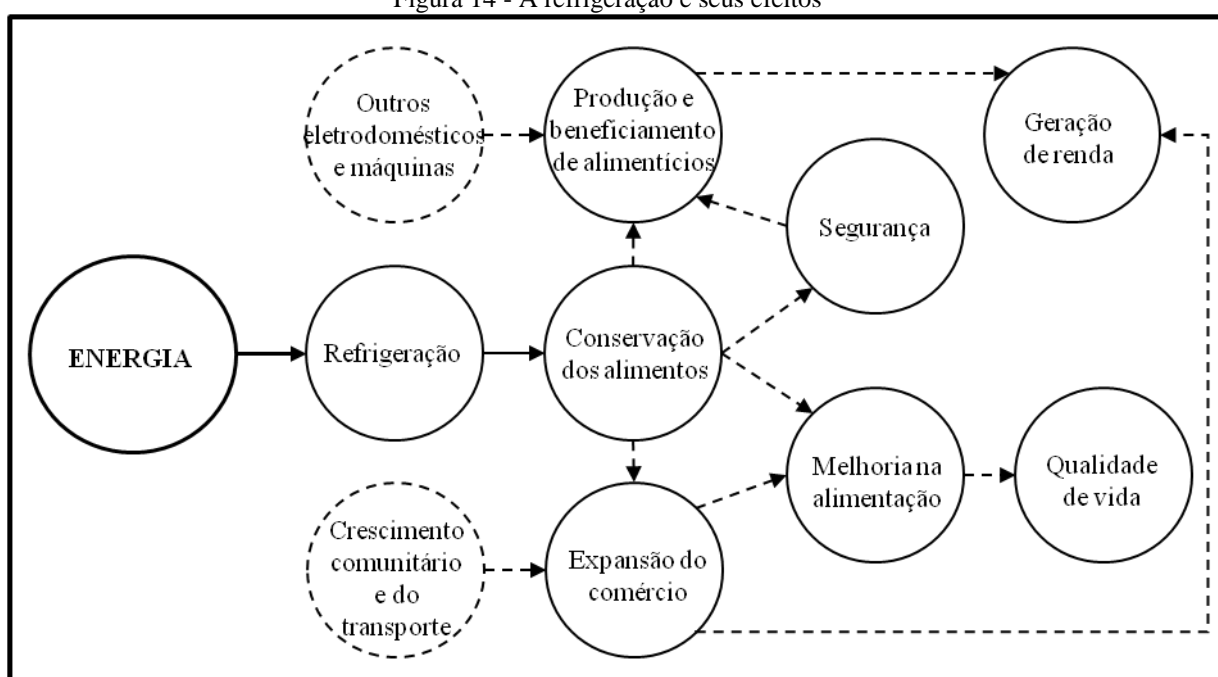 Figura 14 - A refrigeração e seus efeitos
Outros
eletrodomésticos
e máquinas
Produção e
beneficiamento
de alimentícios
Geração
de renda
Segurança
ENERGIA
Refrigeração
Conservação
dos alimentos
Melhoria na
alimentação
Qualidade
de vida
Crescimento
comunitário
e do
transporte
Expansão do
comércio